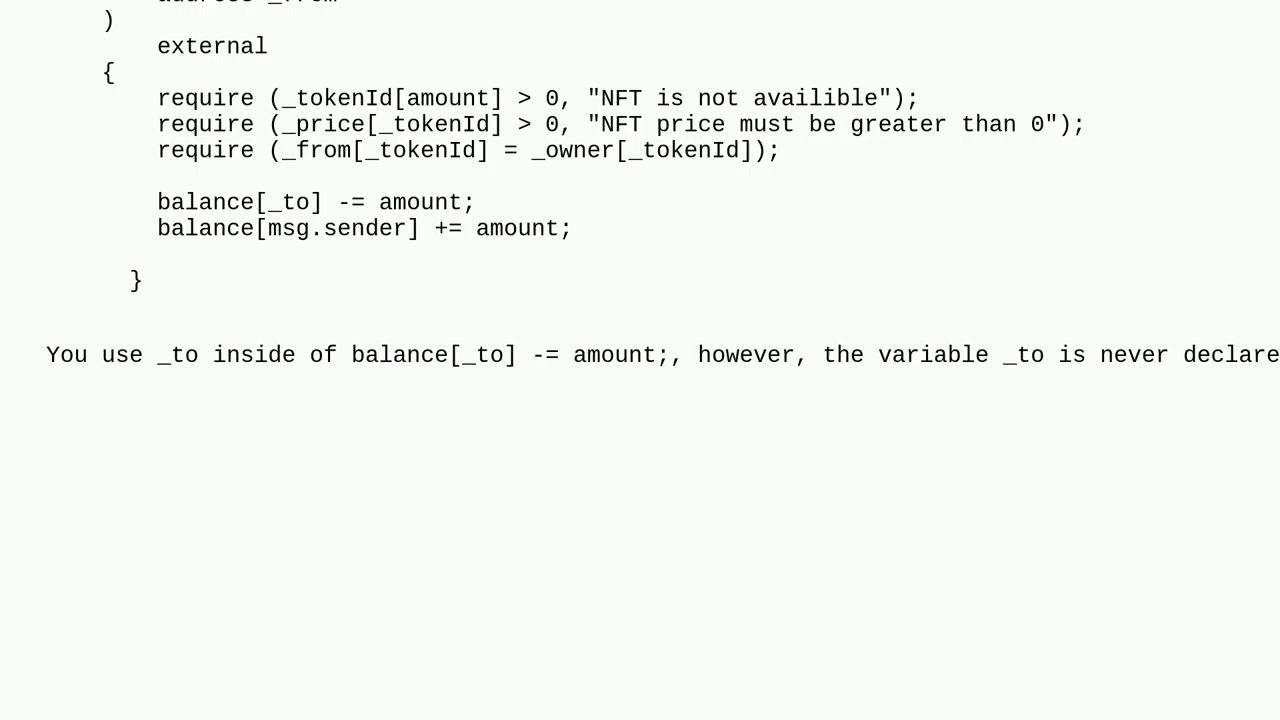 )
external
{
require (_tokenId[amount] > 0, "NFT is not availible");
require (_price[_tokenId] > 0, "NFT price must be greater than 0");
require (_from[_tokenId] = _owner[_tokenId]);
balance[_to] -= amount;
balance[msg.sender] += amount;
}
You use _to inside of balance[_to] -= amount;, however, the variable _to is never declare